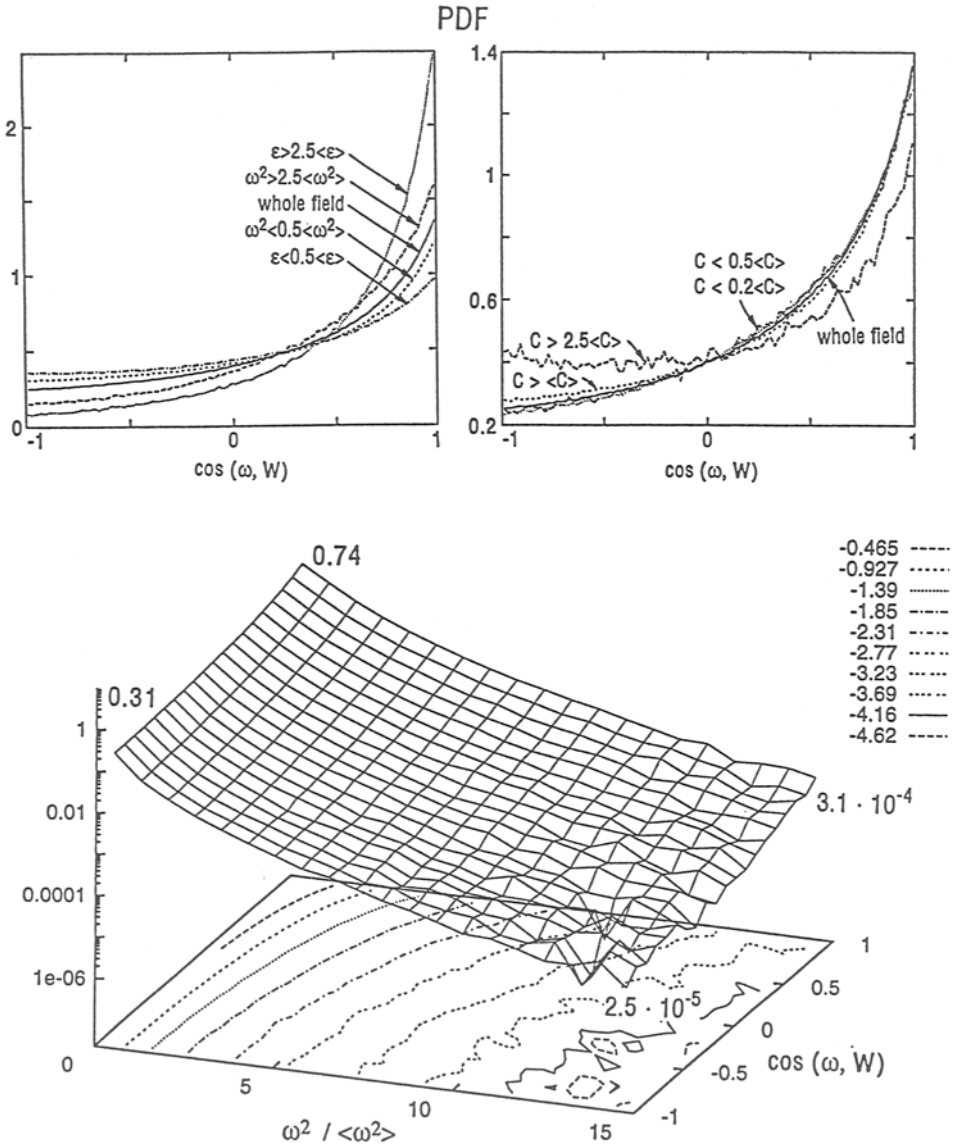 PDF
2
1
0
-1
0
1
cos (ω, W)
ε>2.5<ε>
ω²>2.5<ω²>
whole field
ω²<0.5<ω²>
ε<0.5<ε>
1.4
1
0.6
0.2
-1
0
1
cos (ω, W)
C < 0.5<C>
C < 0.2<C>
whole field
C > 2.5<C>
C > <C>
0.74
0.31
3.1 · 10⁻⁴
2.5 · 10⁻⁵
1
0.01
0.0001
1e-06
0
5
10
15
ω² / <ω²>
1
0.5
0
-0.5
-1
cos (ω, W)
-0.465
-0.927
-1.39
-1.85
-2.31
-2.77
-3.23
-3.69
-4.16
-4.62